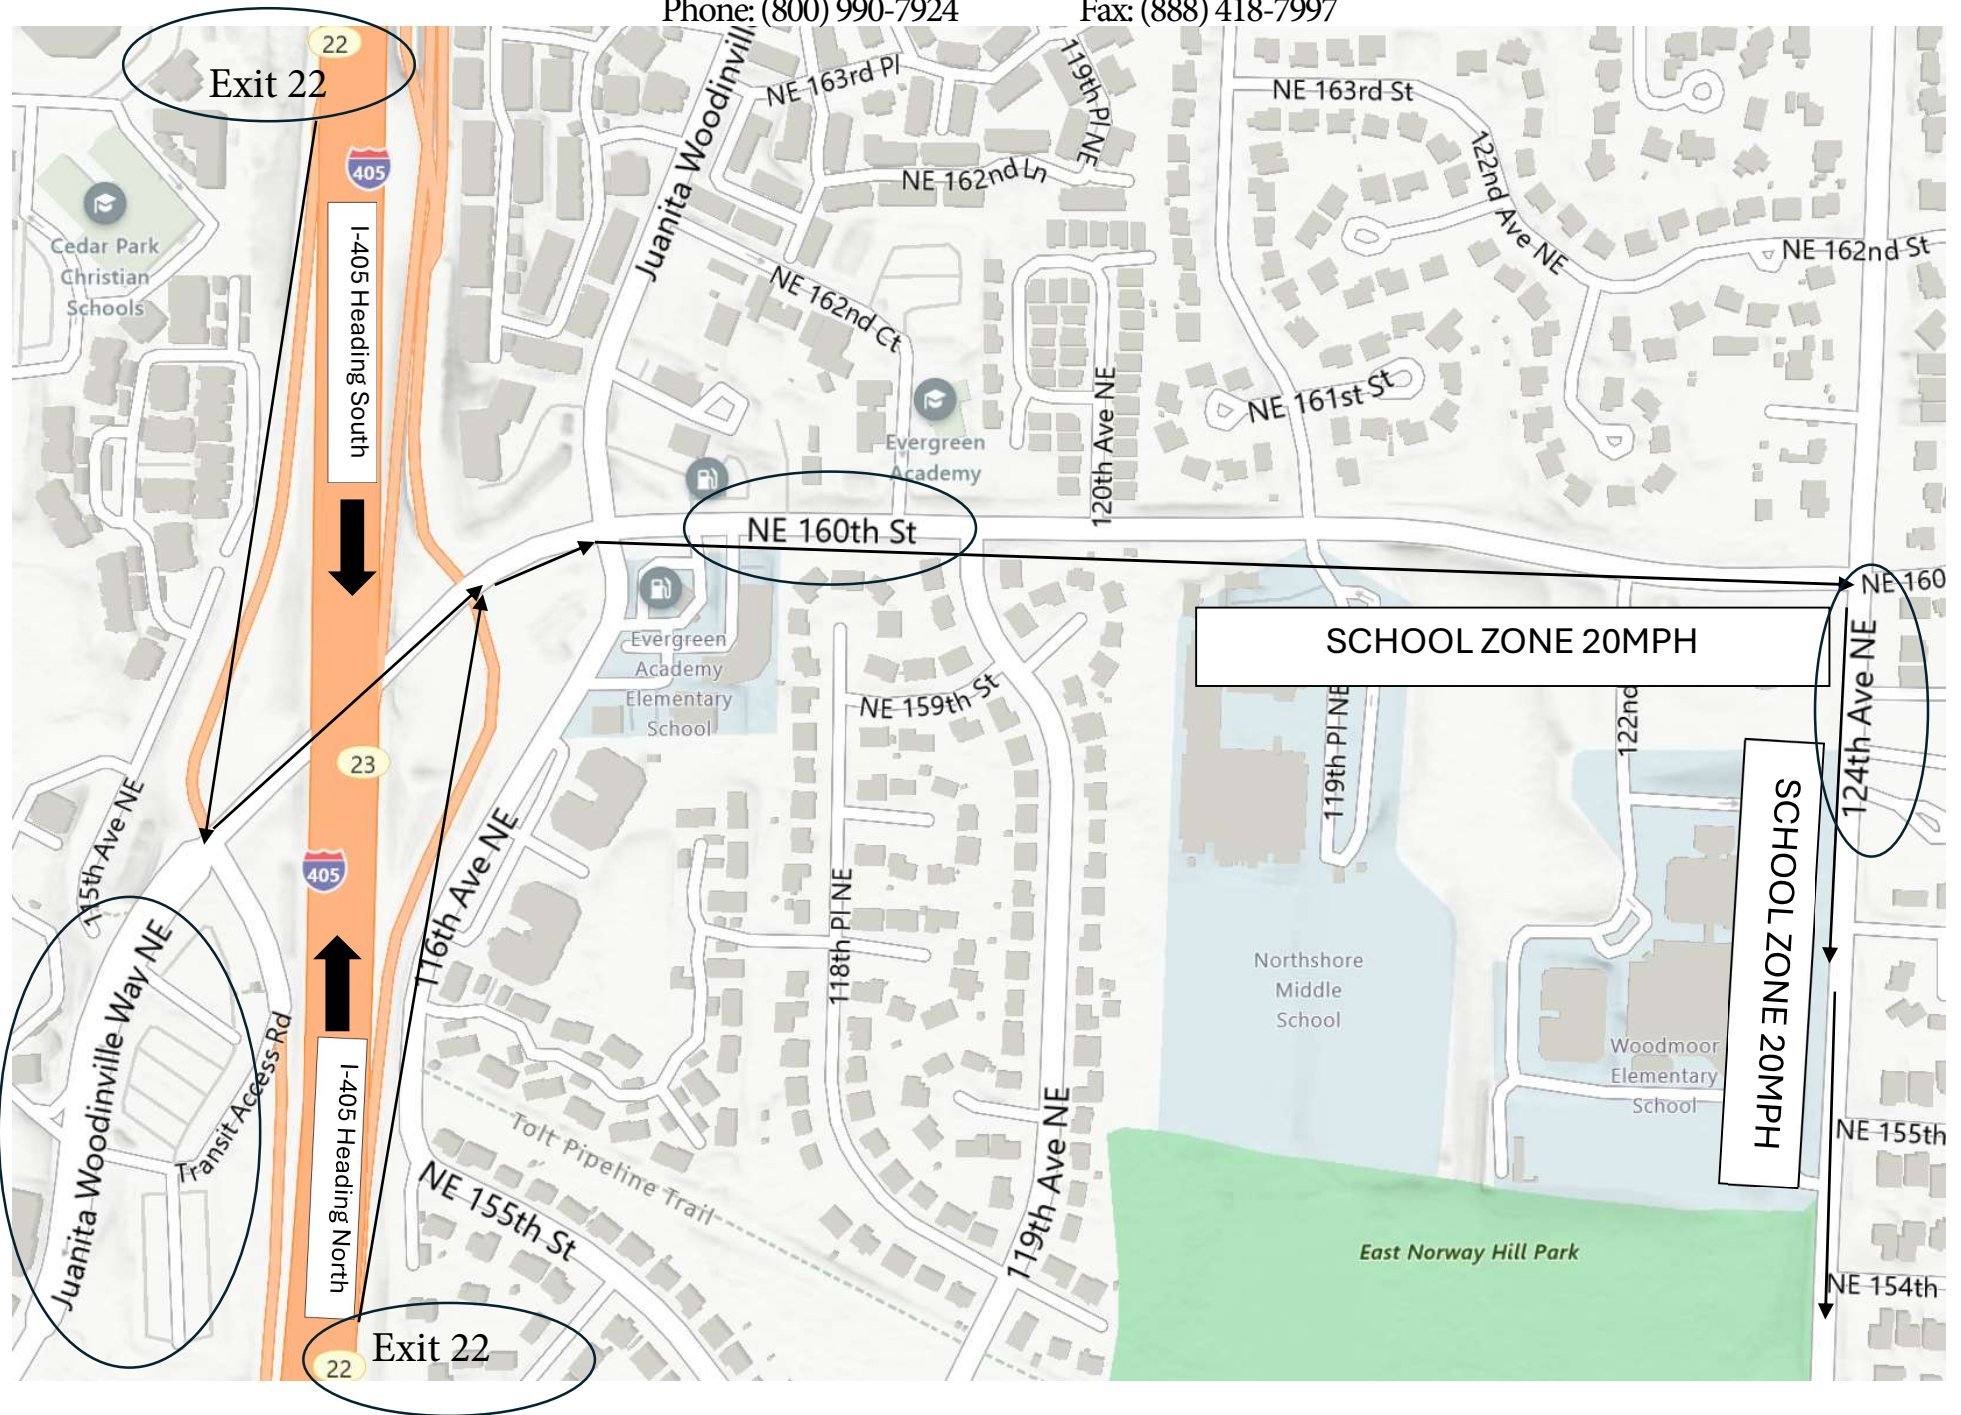 Phone: (800) 990-7924 Fax: (888) 418-7997
22
Exit 22
405
I-405 Heading South
Cedar Park
Christian
Schools
Juanita Woodinvill
NE 163rd Pl
119th Pl NE
NE 162nd Ln
NE 162nd Ct
NE 163rd St
122nd Ave NE
NE 162nd St
NE 161st St
120th Ave NE
Evergreen
Academy
NE 160th St
NE 160
Evergreen
Academy
Elementary
School
SCHOOL ZONE 20MPH
124th Ave NE
NE 159th St
119th Pl NE
122nd
23
SCHOOL ZONE 20MPH
115th Ave NE
405
116th Ave NE
118th Pl NE
Juanita Woodinville Way NE
Transit Access Rd
I-405 Heading North
Northshore
Middle
School
Woodmoor
Elementary
School
Tolt Pipeline Trail
NE 155th St
119th Ave NE
NE 155th
East Norway Hill Park
NE 154th
Exit 22
22